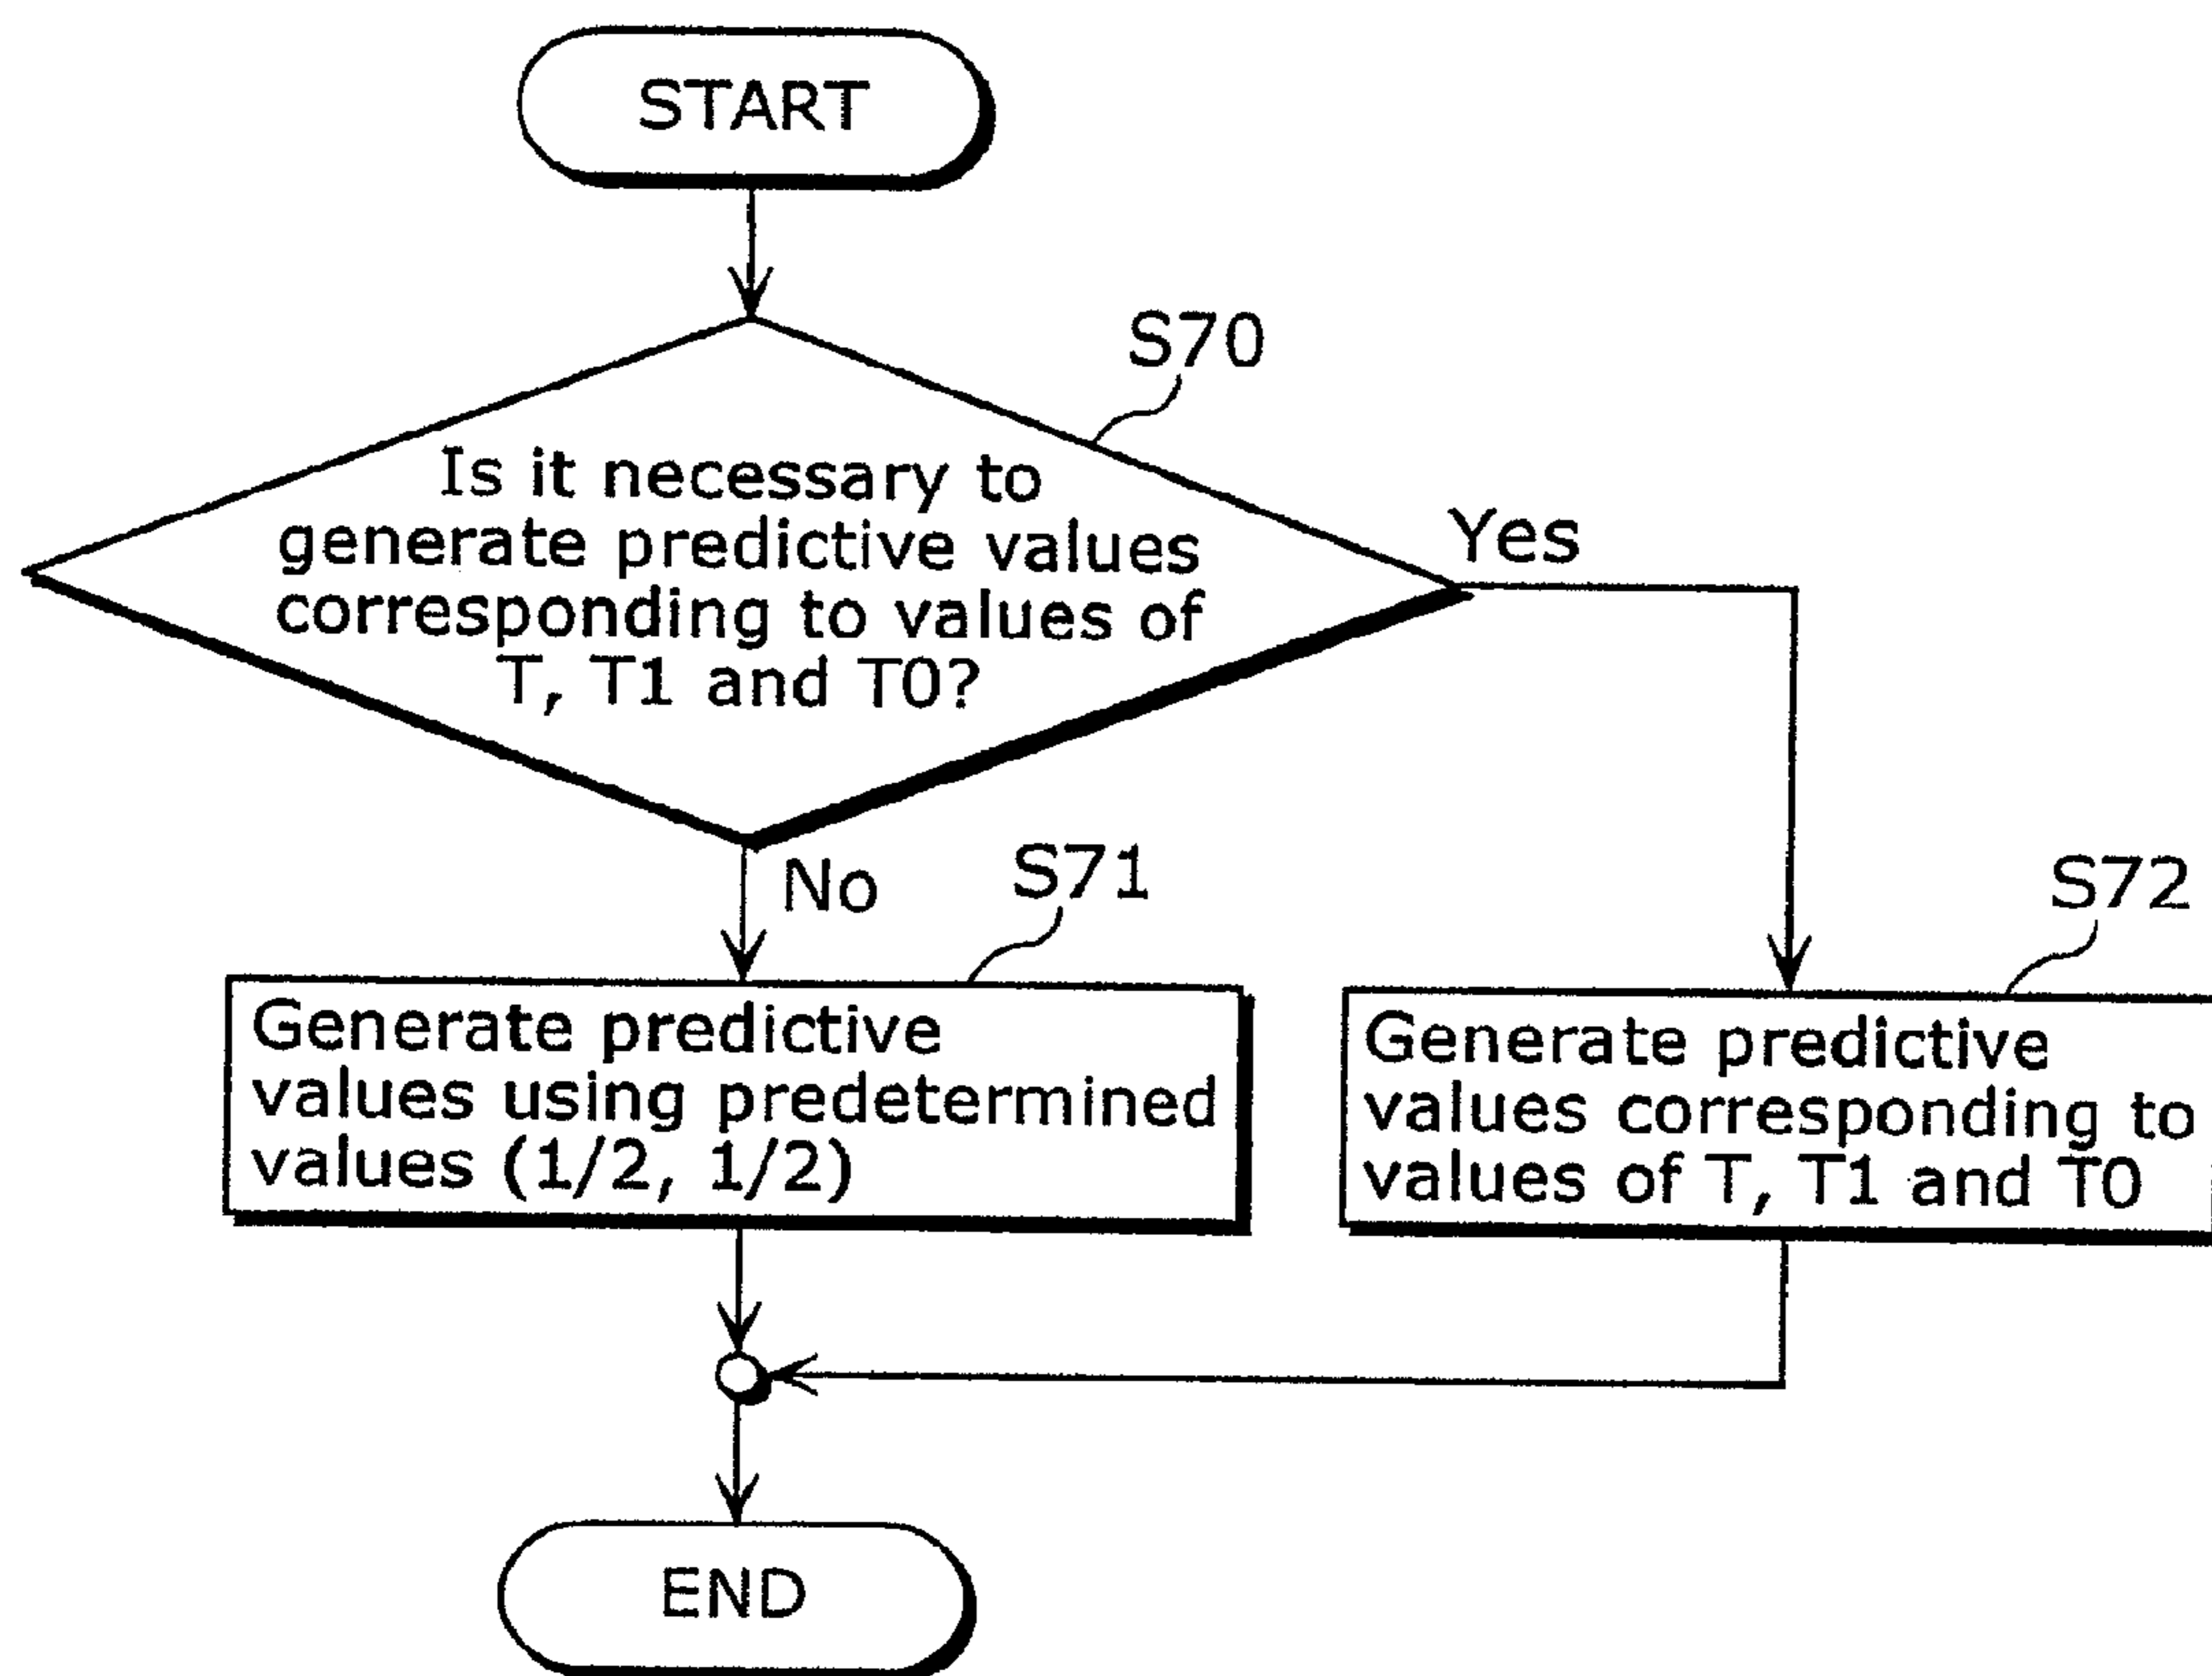 START
S70
Is it necessary to
generate predictive values
corresponding to values of
T, T1 and T0?
Yes
No
S71
S72
Generate predictive
values using predetermined
values (1/2, 1/2)
Generate predictive
values corresponding to
values of T, T1 and T0
END